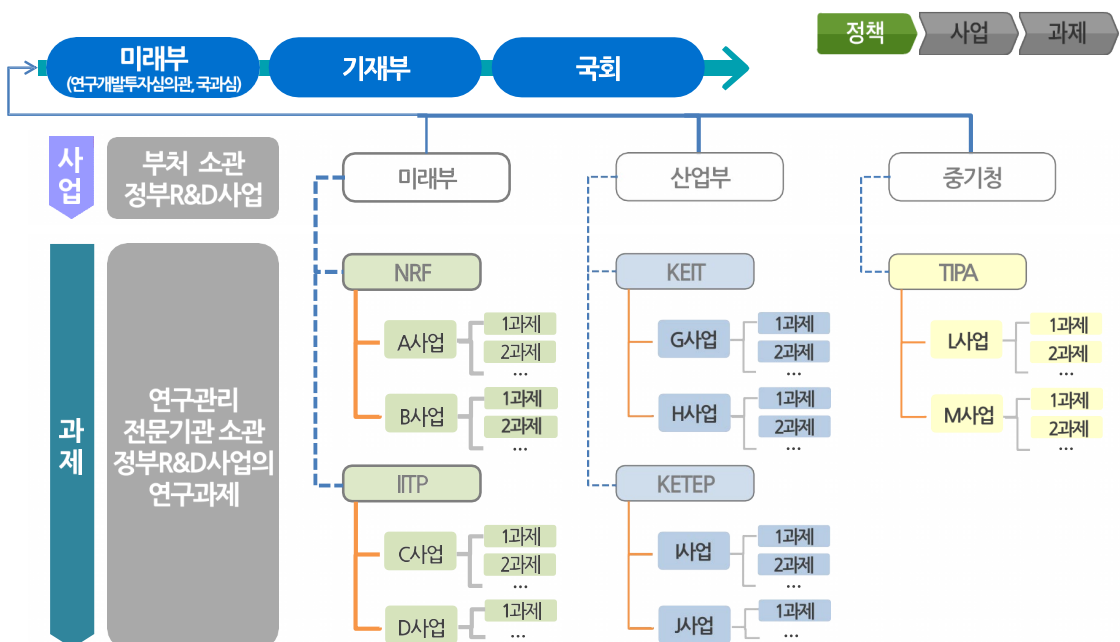 정책
사업
과제
미래부
(연구개발투자심의관, 국과심)
기재부
국회
사
업
부처 소관
정부R&D사업
미래부
산업부
중기청
과
제
연구관리
전문기관 소관
정부R&D사업의
연구과제
NRF
A사업
1과제
2과제
...
B사업
1과제
2과제
...
IITP
C사업
1과제
2과제
...
D사업
1과제
...
KEIT
G사업
1과제
2과제
...
H사업
1과제
2과제
...
KETEP
I사업
1과제
2과제
...
J사업
1과제
...
TIPA
L사업
1과제
2과제
...
M사업
1과제
2과제
...